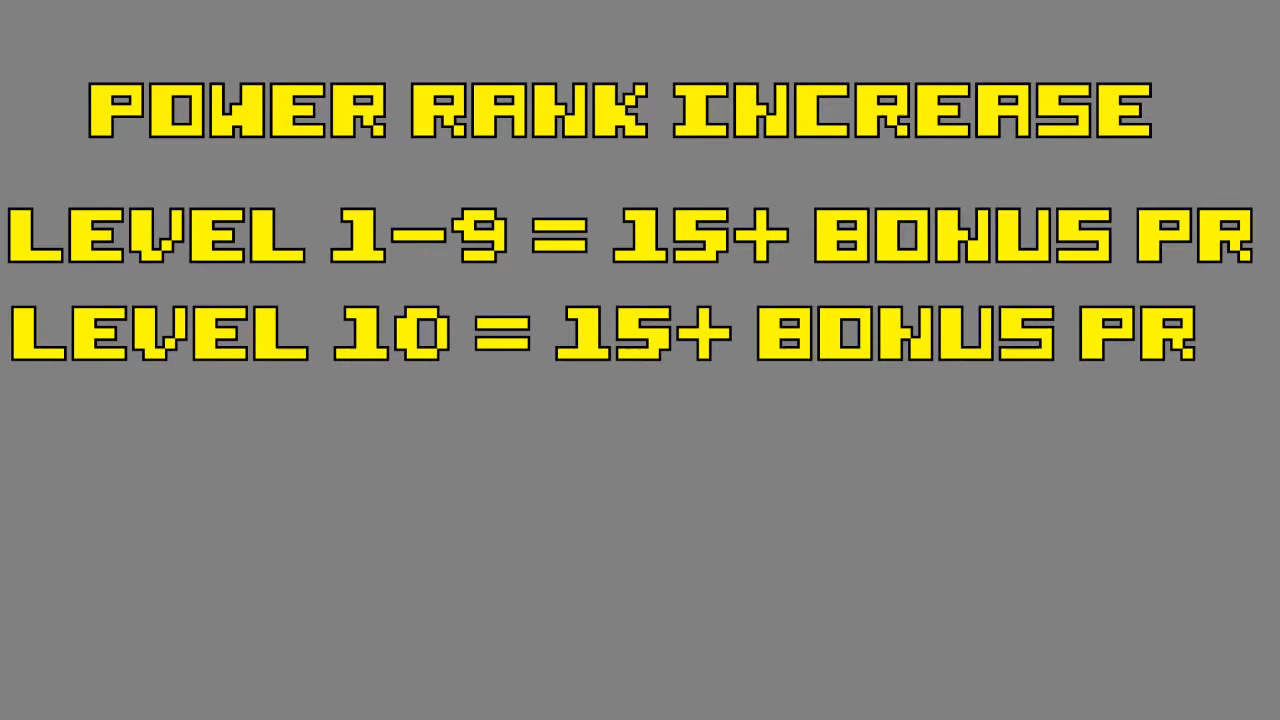 POWER RANK INCREASE
LEVEL 1-9 = 15+ BONUS PR
LEVEL 10 = 15+ BONUS PR